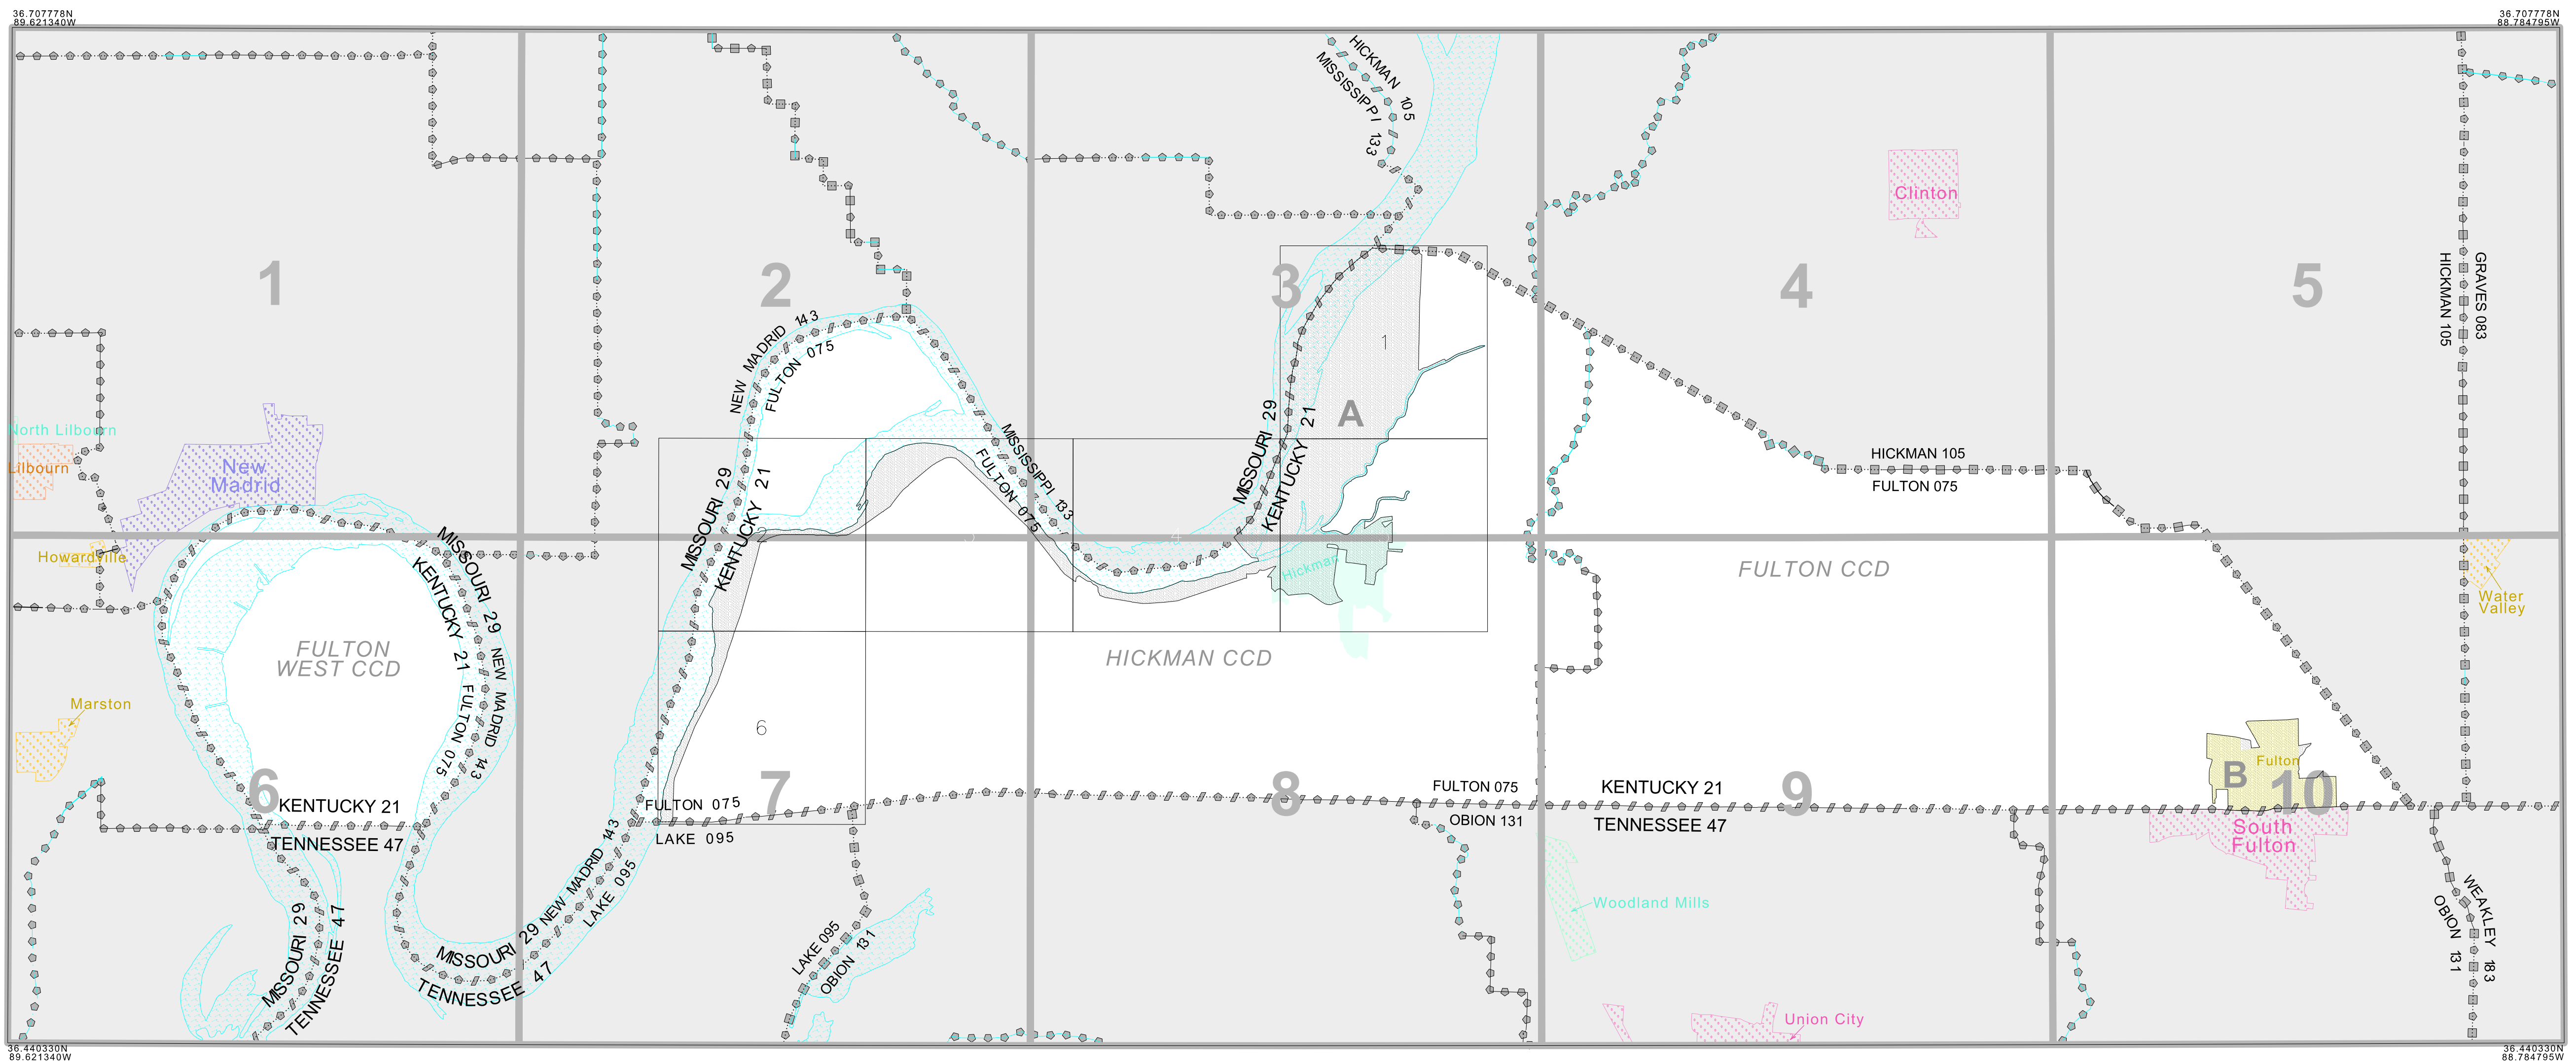 36.707778N
89.621340W
36.707778N
88.784795W
HICKMAN 105
MISSISSIPPI 133
Clinton
1
2
3
4
5
HICKMAN 105
GRAVES 083
NEW MADRID 143
FULTON 075
1
A
North Lilbourn
Lilbourn
New
Madrid
MISSOURI 29
KENTUCKY 21
MISSISSIPPI 133
FULTON 075
MISSOURI 29
KENTUCKY 21
HICKMAN 105
FULTON 075
2
3
4
Howardville
MISSOURI 29
KENTUCKY 21
Hickman
FULTON CCD
Water
Valley
FULTON
WEST CCD
HICKMAN CCD
NEW MADRID 143
FULTON 075
Marston
6
6
7
8
9
10
B
Fulton
KENTUCKY 21
TENNESSEE 47
FULTON 075
LAKE 095
FULTON 075
OBION 131
KENTUCKY 21
TENNESSEE 47
South
Fulton
NEW MADRID 143
LAKE 095
MISSOURI 29
TENNESSEE 47
MISSOURI 29
TENNESSEE 47
LAKE 095
OBION 131
Woodland Mills
WEAKLEY 183
OBION 131
Union City
36.440330N
89.621340W
36.440330N
88.784795W